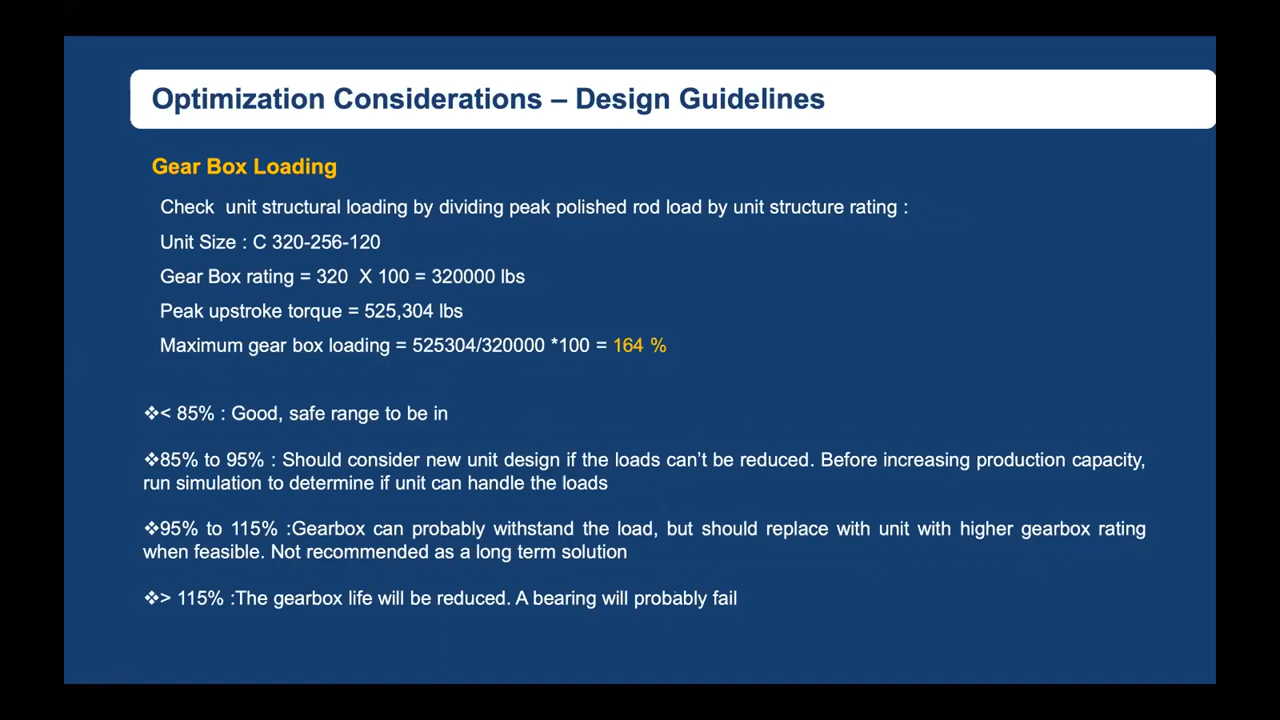 Optimization Considerations – Design Guidelines
Gear Box Loading
Check unit structural loading by dividing peak polished rod load by unit structure rating :
Unit Size : C 320-256-120
Gear Box rating = 320 X 100 = 320000 lbs
Peak upstroke torque = 525,304 lbs
Maximum gear box loading = 525304/320000 *100 = 164 %
❖< 85% : Good, safe range to be in
❖85% to 95% : Should consider new unit design if the loads can’t be reduced. Before increasing production capacity,
run simulation to determine if unit can handle the loads
❖95% to 115% :Gearbox can probably withstand the load, but should replace with unit with higher gearbox rating
when feasible. Not recommended as a long term solution
❖> 115% :The gearbox life will be reduced. A bearing will probably fail